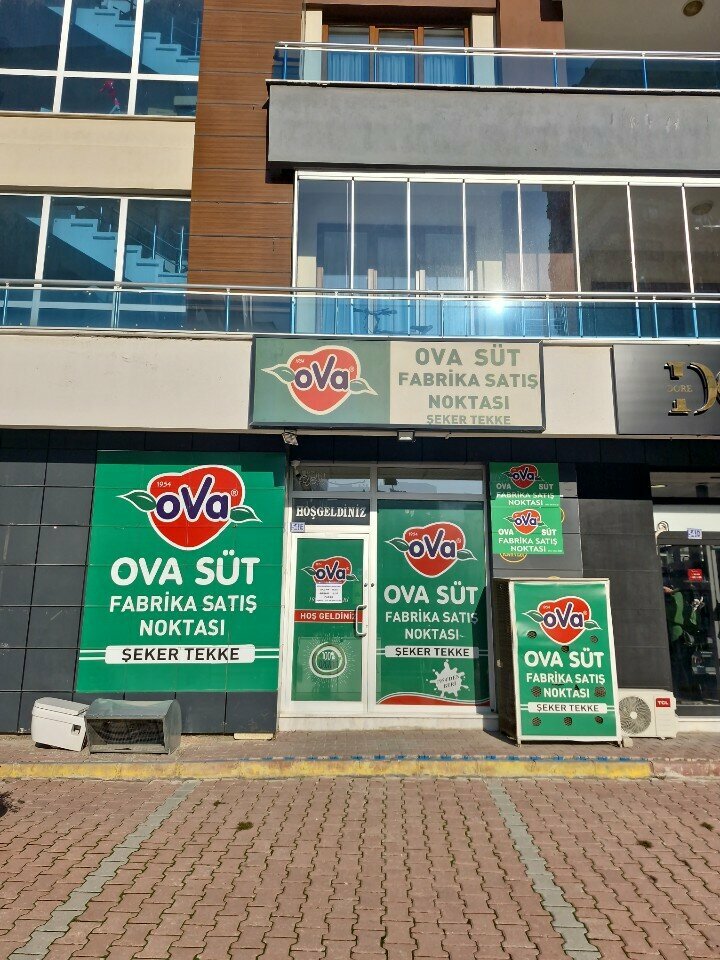 1954
ova®
OVA SÜT
FABRİKA SATIŞ
NOKTASI
ŞEKER TEKKE
DORE
1954
ova®
OVA SÜT
FABRİKA SATIŞ
NOKTASI
ŞEKER TEKKE
HOŞGELDİNİZ
ova
HOŞ GELDİNİZ
100%
1954
ova®
OVA SÜT
FABRİKA SATIŞ
NOKTASI
ŞEKER TEKKE
ova
OVA SÜT
FABRİKA SATIŞ
ova
OVA SÜT
FABRİKA SATIŞ
NOKTASI
ova
OVA SÜT
FABRİKA SATIŞ
NOKTASI
ŞEKER TEKKE
TCL